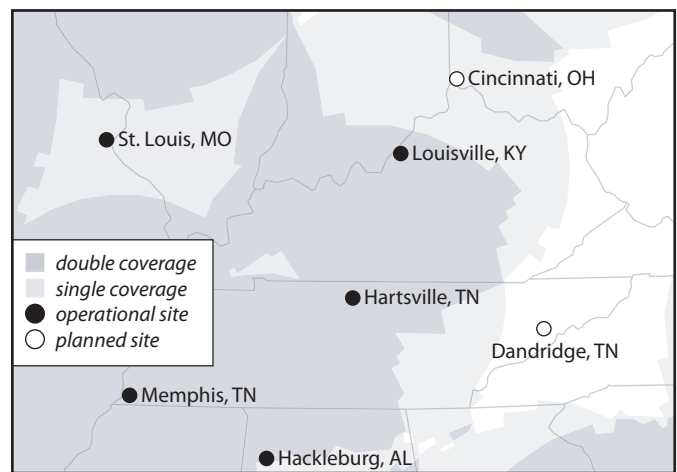 Cincinnati, OH
St. Louis, MO
Louisville, KY
double coverage
single coverage
operational site
planned site
Hartsville, TN
Dandridge, TN
Memphis, TN
Hackleburg, AL